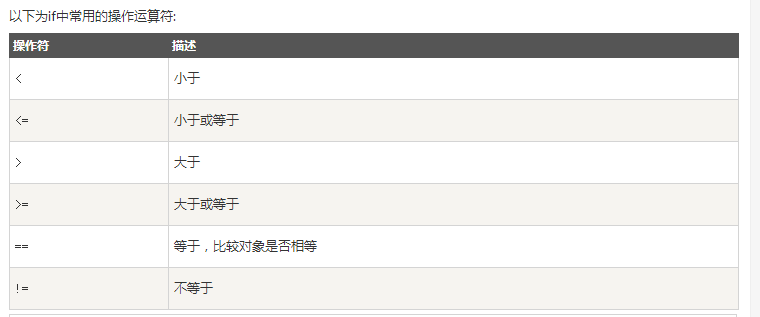 以下为if中常用的操作运算符:
操作符 描述
< 小于
<= 小于或等于
> 大于
>= 大于或等于
== 等于，比较对象是否相等
!= 不等于